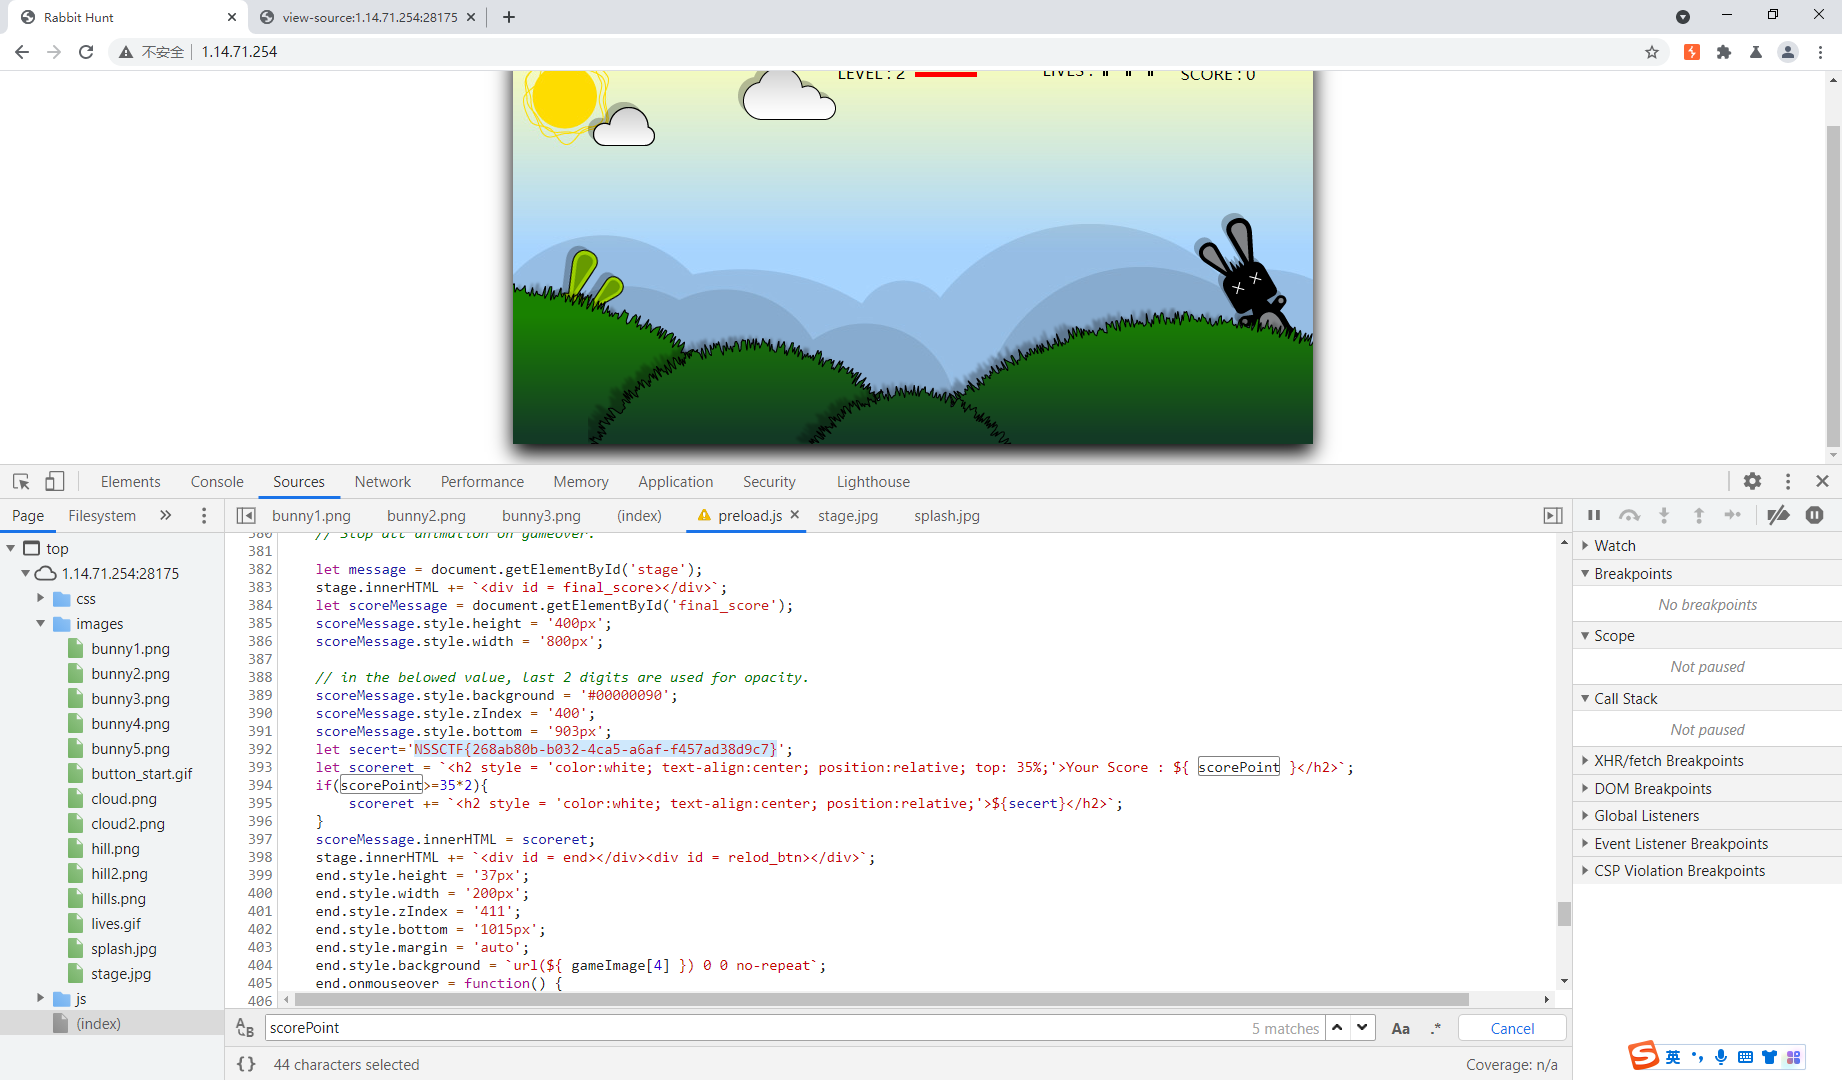 Rabbit Hunt
view-source:1.14.71.254:28175
不安全
1.14.71.254
LEVEL : 2
LIVES :
SCORE : 0
Elements Console Sources Network Performance Memory Application Security Lighthouse
Page Filesystem
bunny1.png bunny2.png bunny3.png (index) preload.js stage.jpg splash.jpg
top
1.14.71.254:28175
css
images
bunny1.png
bunny2.png
bunny3.png
bunny4.png
bunny5.png
button_start.gif
cloud.png
cloud2.png
hill.png
hill2.png
hills.png
lives.gif
splash.jpg
stage.jpg
js
(index)
380 // Stop all animation on gameover.
381
382 let message = document.getElementById('stage');
383 stage.innerHTML += `<div id = final_score></div>`;
384 let scoreMessage = document.getElementById('final_score');
385 scoreMessage.style.height = '400px';
386 scoreMessage.style.width = '800px';
387
388 // in the belowed value, last 2 digits are used for opacity.
389 scoreMessage.style.background = '#00000090';
390 scoreMessage.style.zIndex = '400';
391 scoreMessage.style.bottom = '903px';
392 let secert='NSSCTF{268ab80b-b032-4ca5-a6af-f457ad38d9c7}';
393 let scoreret = `<h2 style = 'color:white; text-align:center; position:relative; top: 35%;'>Your Score : ${ scorePoint }</h2>`;
394 if(scorePoint>=35*2){
395 scoreret += `<h2 style = 'color:white; text-align:center; position:relative;'>${secert}</h2>`;
396 }
397 scoreMessage.innerHTML = scoreret;
398 stage.innerHTML += `<div id = end></div><div id = relod_btn></div>`;
399 end.style.height = '37px';
400 end.style.width = '200px';
401 end.style.zIndex = '411';
402 end.style.bottom = '1015px';
403 end.style.margin = 'auto';
404 end.style.background = `url(${ gameImage[4] }) 0 0 no-repeat`;
405 end.onmouseover = function() {
406
scorePoint
5 matches
Aa .*
Cancel
{ } 44 characters selected
Coverage: n/a
Watch
Breakpoints
No breakpoints
Scope
Not paused
Call Stack
Not paused
XHR/fetch Breakpoints
DOM Breakpoints
Global Listeners
Event Listener Breakpoints
CSP Violation Breakpoints
英